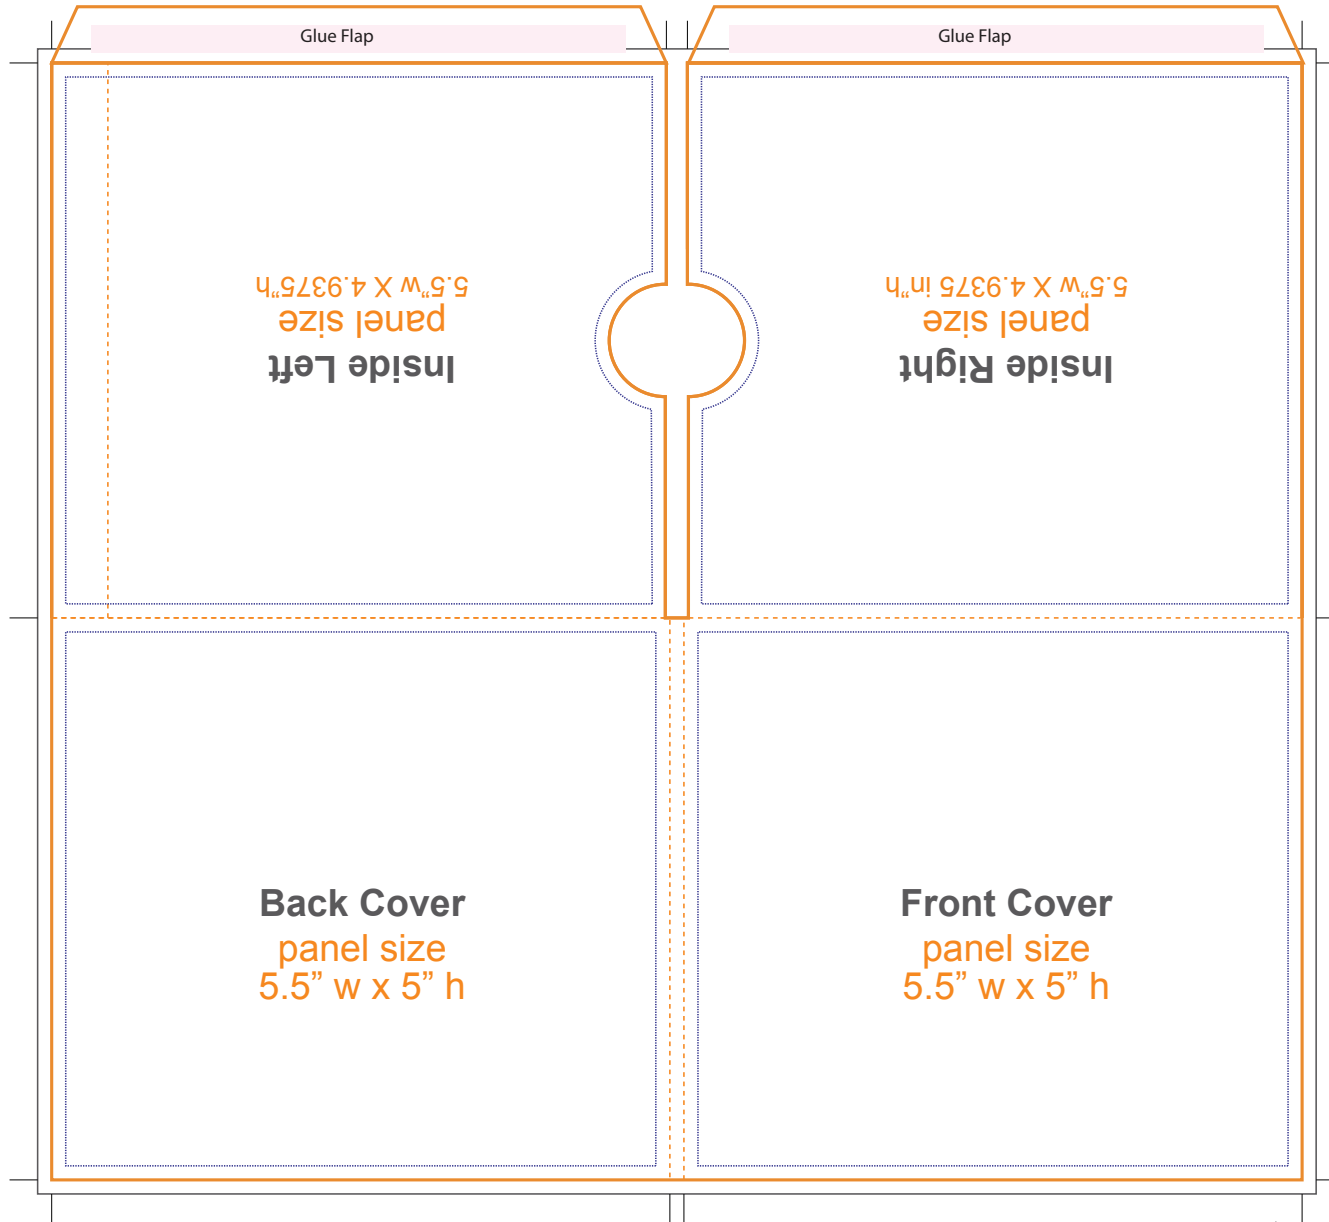 Glue Flap
Glue Flap
Inside Left
panel size
5.5”w X 4.9375”h
Inside Right
panel size
5.5”w X 4.9375 in”h
Back Cover
panel size
5.5” w x 5” h
Front Cover
panel size
5.5” w x 5” h